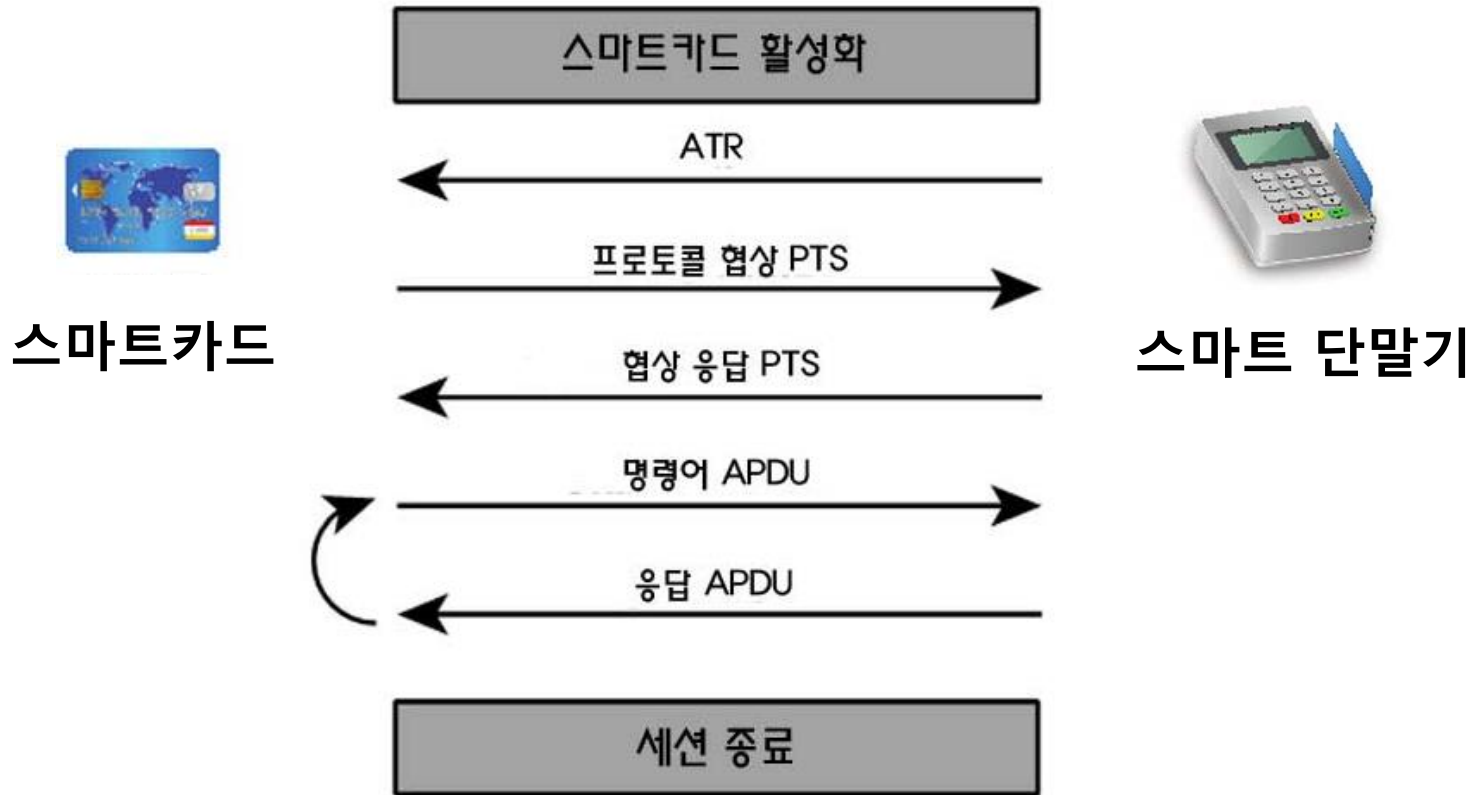 스마트카드 활성화
ATR
프로토콜 협상 PTS
스마트카드
스마트 단말기
협상 응답 PTS
명령어 APDU
응답 APDU
세션 종료